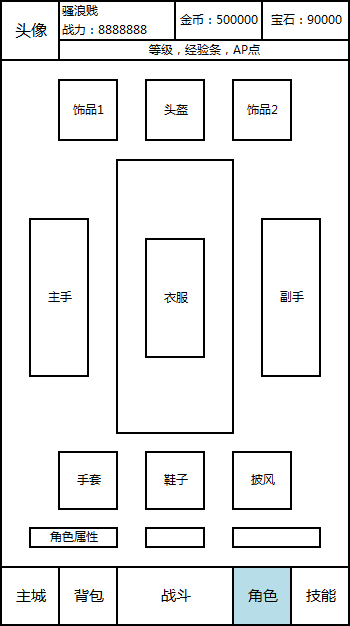 头像
骚浪贱
战力：8888888
金币：500000
宝石：90000
等级，经验条，AP点
饰品1
头盔
饰品2
主手
衣服
副手
手套
鞋子
披风
角色属性
主城
背包
战斗
角色
技能